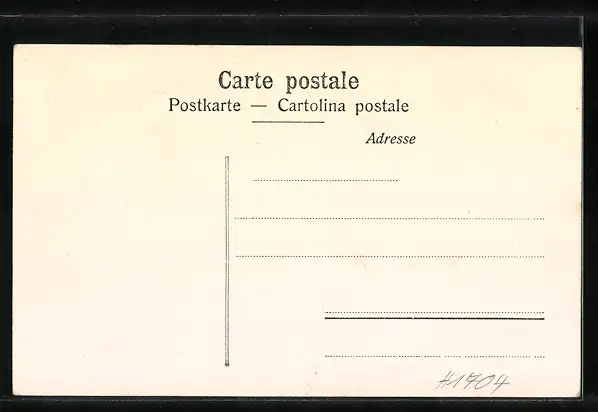 Carte postale
Postkarte — Cartolina postale
Adresse
#1704